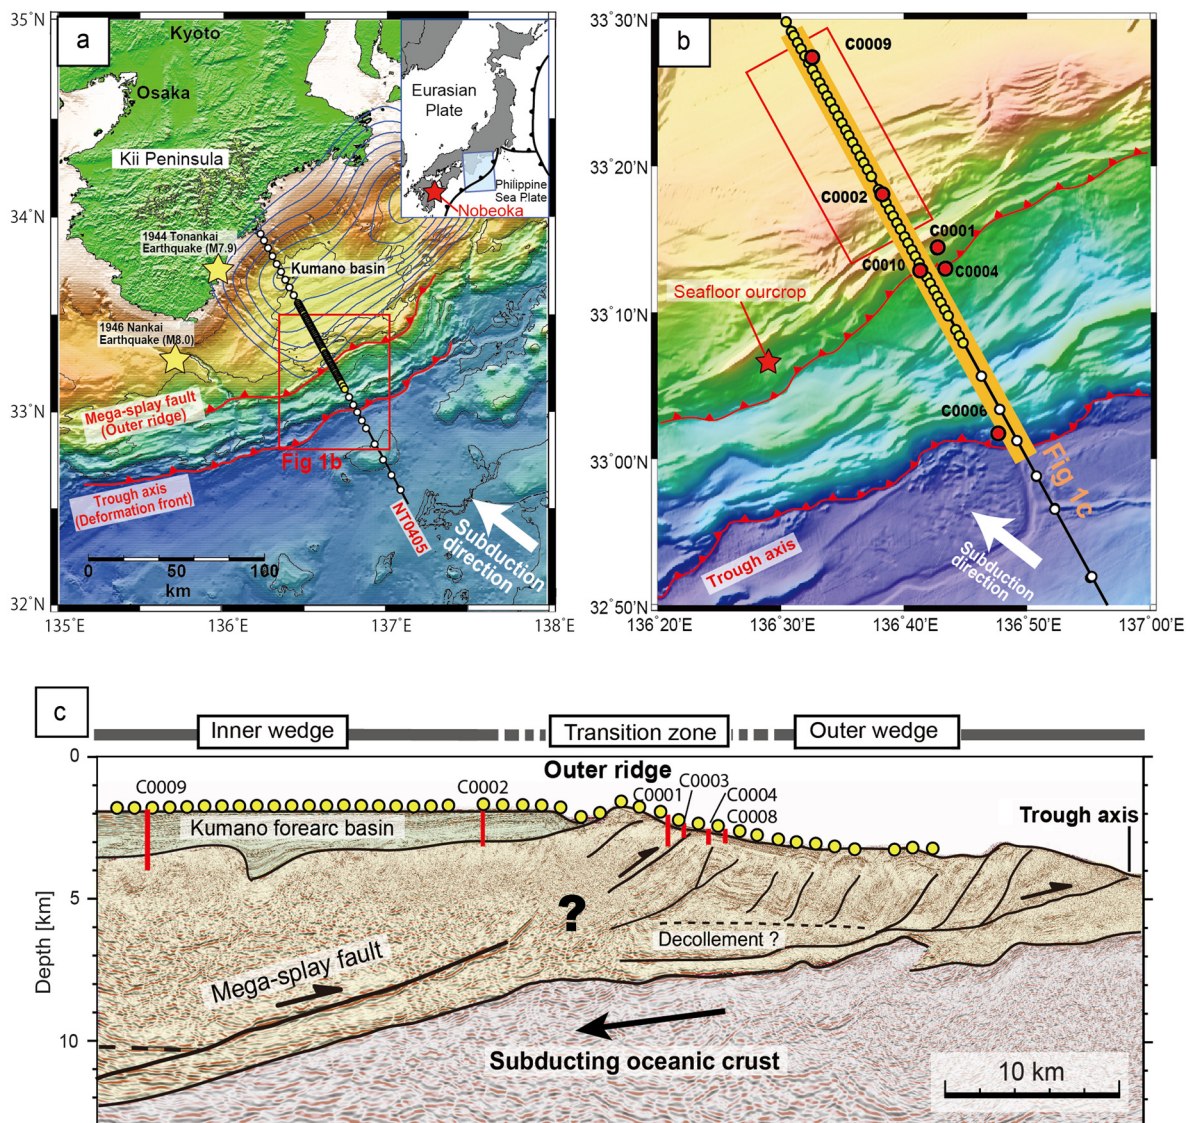 a
35°N
34°N
33°N
32°N
135°E
136°E
137°E
138°E
Kyoto
Osaka
Kii Peninsula
Eurasian
Plate
Philippine
Sea Plate
Nobeoka
1944 Tonankai
Earthquake (M7.9)
Kumano basin
1946 Nankai
Earthquake (M8.0)
Mega-splay fault
(Outer ridge)
Fig 1b
Trough axis
(Deformation front)
NT0405
Subduction
direction
0 50 100
km
b
33°30'N
33°20'N
33°10'N
33°00'N
32°50'N
136°20'E
136°30'E
136°40'E
136°50'E
137°00'E
C0009
C0002
C0001
C0010
C0004
Seafloor ourcrop
C0006
Fig 1c
Trough axis
Subduction
direction
c
Inner wedge
Transition zone
Outer wedge
Outer ridge
C0009
C0002
C0001
C0003
C0004
C0008
Trough axis
Kumano forearc basin
?
Decollement ?
Mega-splay fault
Subducting oceanic crust
10 km
Depth [km]
0
5
10